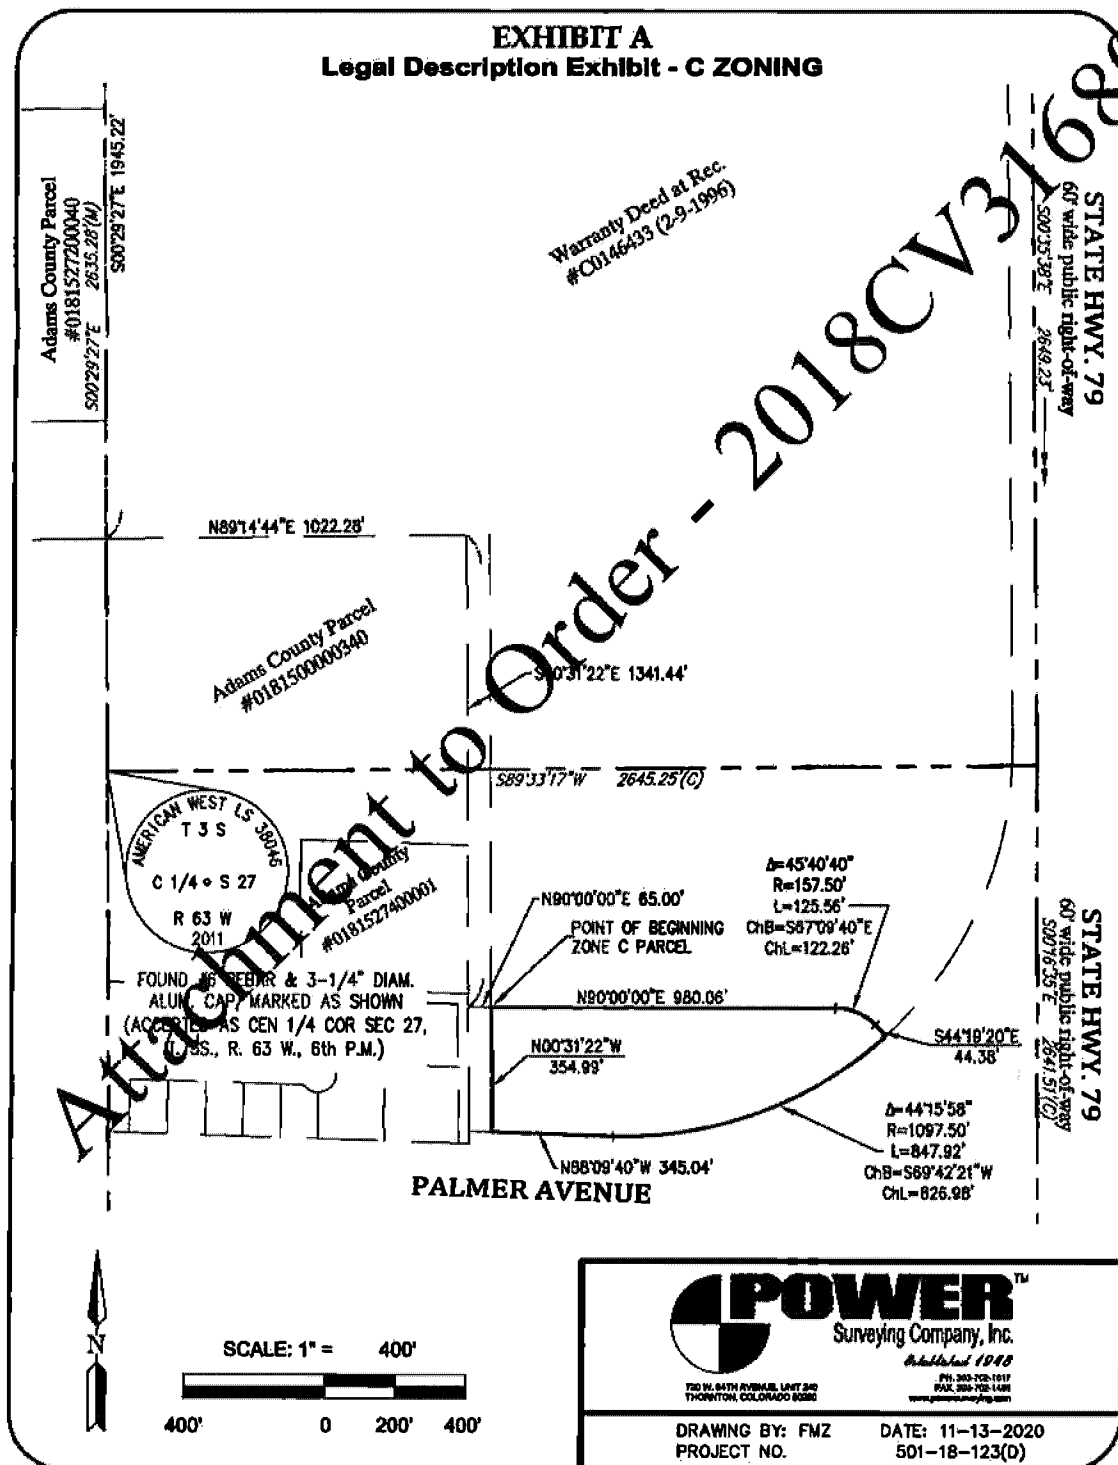 EXHIBIT A
Legal Description Exhibit - C ZONING
Adams County Parcel
#0181527200040
S00°29'27"E 2635.28'(M)
S00°29'27"E 1945.22'
Warranty Deed at Rec.
#C0146433 (2-9-1996)
STATE HWY. 79
60' wide public right-of-way
S00°35'38"E 2649.23'
Attachment to Order - 2018CV3168
N89°14'44"E 1022.28'
Adams County Parcel
#0181500000340
S00°31'22"E 1341.44'
S89°33'17"W 2645.25'(C)
AMERICAN WEST LS 38046
T 3 S
C 1/4 S 27
R 63 W
2011
Adams County
Parcel
#0181527400001
FOUND #6 REBAR & 3-1/4" DIAM.
ALUM. CAP, MARKED AS SHOWN
(ACCEPTED AS CEN 1/4 COR SEC 27,
T. 3S., R. 63 W., 6th P.M.)
N90°00'00"E 65.00'
POINT OF BEGINNING
ZONE C PARCEL
Δ=45°40'40"
R=157.50'
L=125.56'
ChB=S67°09'40"E
ChL=122.26'
N90°00'00"E 980.06'
N00°31'22"W
354.99'
S44°19'20"E
44.38'
Δ=44°15'58"
R=1097.50'
L=847.92'
ChB=S69°42'21"W
ChL=826.98'
N88°09'40"W 345.04'
PALMER AVENUE
STATE HWY. 79
60' wide public right-of-way
S00°16'35"E 2641.51'(C)
N
SCALE: 1" = 400'
400' 0 200' 400'
POWER™
Surveying Company, Inc.
Established 1948
PH. 303-702-1617
THORNTON, COLORADO
DRAWING BY: FMZ DATE: 11-13-2020
PROJECT NO. 501-18-123(D)